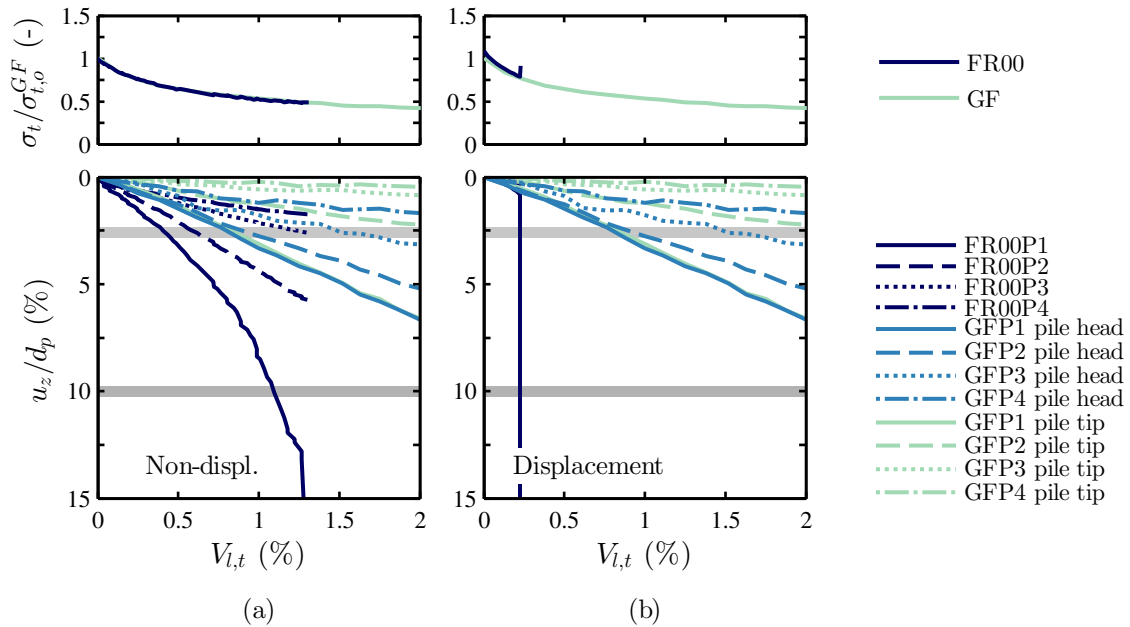 σ_t/σ_{t,o}^{GF} (-)
1.5
1
0.5
0
1.5
1
0.5
0
FR00
GF
u_z/d_p (%)
0
5
10
15
Non-displ.
0 0.5 1 1.5 2
V_{l,t} (%)
(a)
0
5
10
15
Displacement
0 0.5 1 1.5 2
V_{l,t} (%)
(b)
FR00P1
FR00P2
FR00P3
FR00P4
GFP1 pile head
GFP2 pile head
GFP3 pile head
GFP4 pile head
GFP1 pile tip
GFP2 pile tip
GFP3 pile tip
GFP4 pile tip